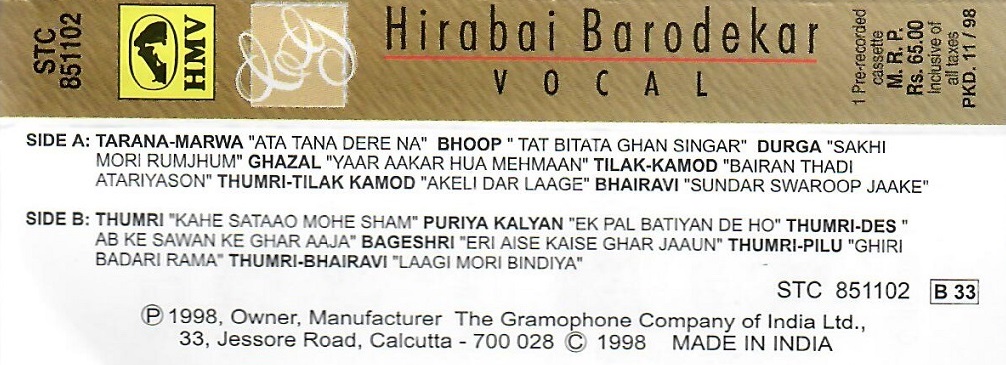 STC
851102
HMV
Hirabai Barodekar
VOCAL
1 Pre-recorded
cassette
M. R. P.
Rs. 65.00
Inclusive of
all taxes
PKD. 11 / 98
SIDE A: TARANA-MARWA "ATA TANA DERE NA" BHOOP " TAT BITATA GHAN SINGAR" DURGA "SAKHI
MORI RUMJHUM" GHAZAL "YAAR AAKAR HUA MEHMAAN" TILAK-KAMOD "BAIRAN THADI
ATARIYASON" THUMRI-TILAK KAMOD "AKELI DAR LAAGE" BHAIRAVI "SUNDAR SWAROOP JAAKE"
SIDE B: THUMRI "KAHE SATAAO MOHE SHAM" PURIYA KALYAN "EK PAL BATIYAN DE HO" THUMRI-DES "
AB KE SAWAN KE GHAR AAJA" BAGESHRI "ERI AISE KAISE GHAR JAAUN" THUMRI-PILU "GHIRI
BADARI RAMA" THUMRI-BHAIRAVI "LAAGI MORI BINDIYA"
STC 851102 B 33
℗ 1998, Owner, Manufacturer The Gramophone Company of India Ltd.,
33, Jessore Road, Calcutta - 700 028 © 1998 MADE IN INDIA